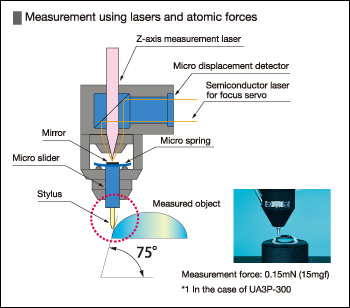 Measurement using lasers and atomic forces
Z-axis measurement laser
Micro displacement detector
Semiconductor laser
for focus servo
Mirror
Micro spring
Micro slider
Stylus
Measured object
75°
Measurement force: 0.15mN (15mgf)
*1 In the case of UA3P-300